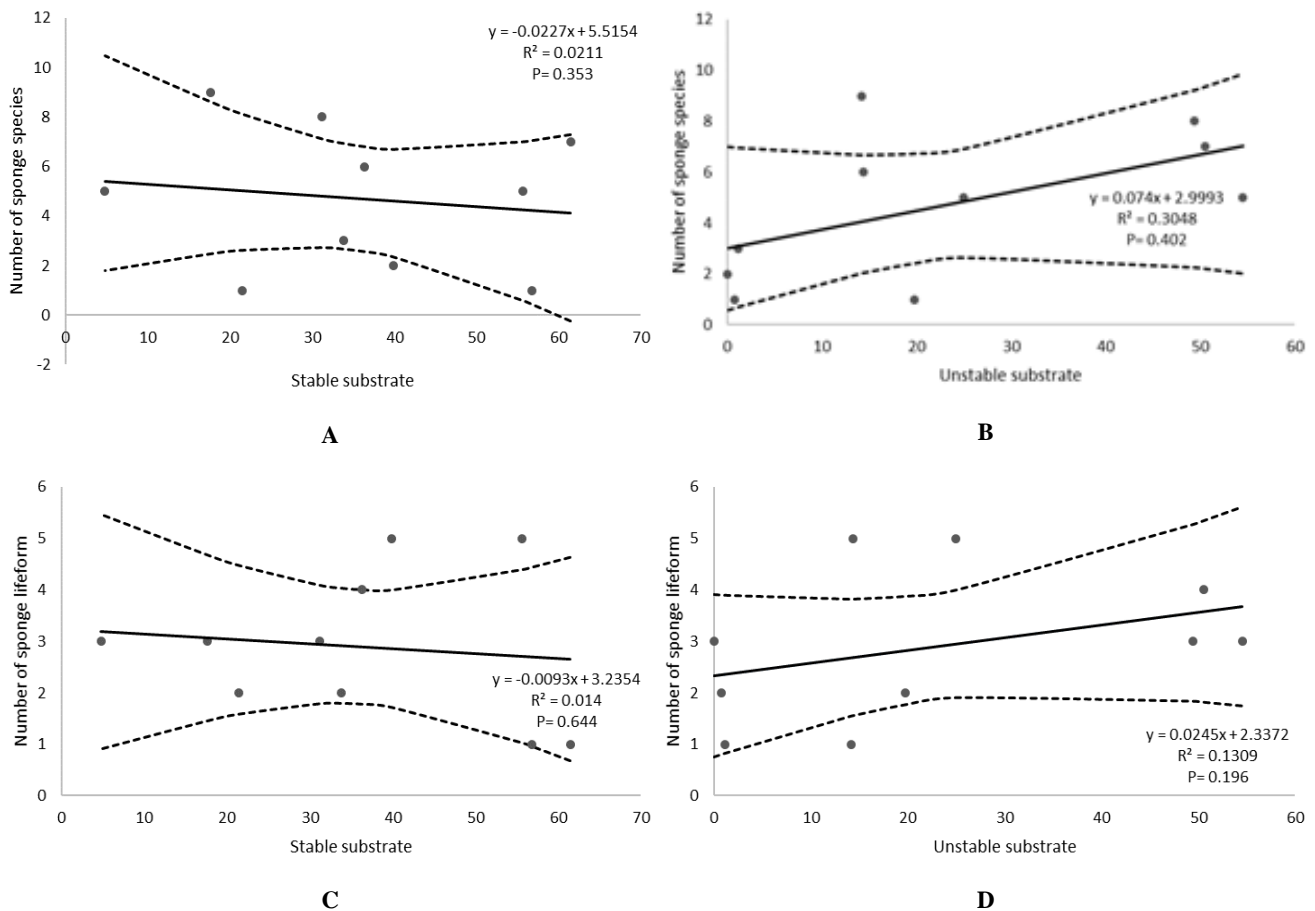 12
10
8
6
4
2
0
-2
0 10 20 30 40 50 60 70
Number of sponge species
Stable substrate
y = -0.0227x + 5.5154
R² = 0.0211
P= 0.353
A
12
10
8
6
4
2
0
0 10 20 30 40 50 60
Number of sponge species
Unstable substrate
y = 0.074x + 2.9993
R² = 0.3048
P= 0.402
B
6
5
4
3
2
1
0
0 10 20 30 40 50 60 70
Number of sponge lifeform
Stable substrate
y = -0.0093x + 3.2354
R² = 0.014
P= 0.644
C
6
5
4
3
2
1
0
0 10 20 30 40 50 60
Number of sponge lifeform
Unstable substrate
y = 0.0245x + 2.3372
R² = 0.1309
P= 0.196
D